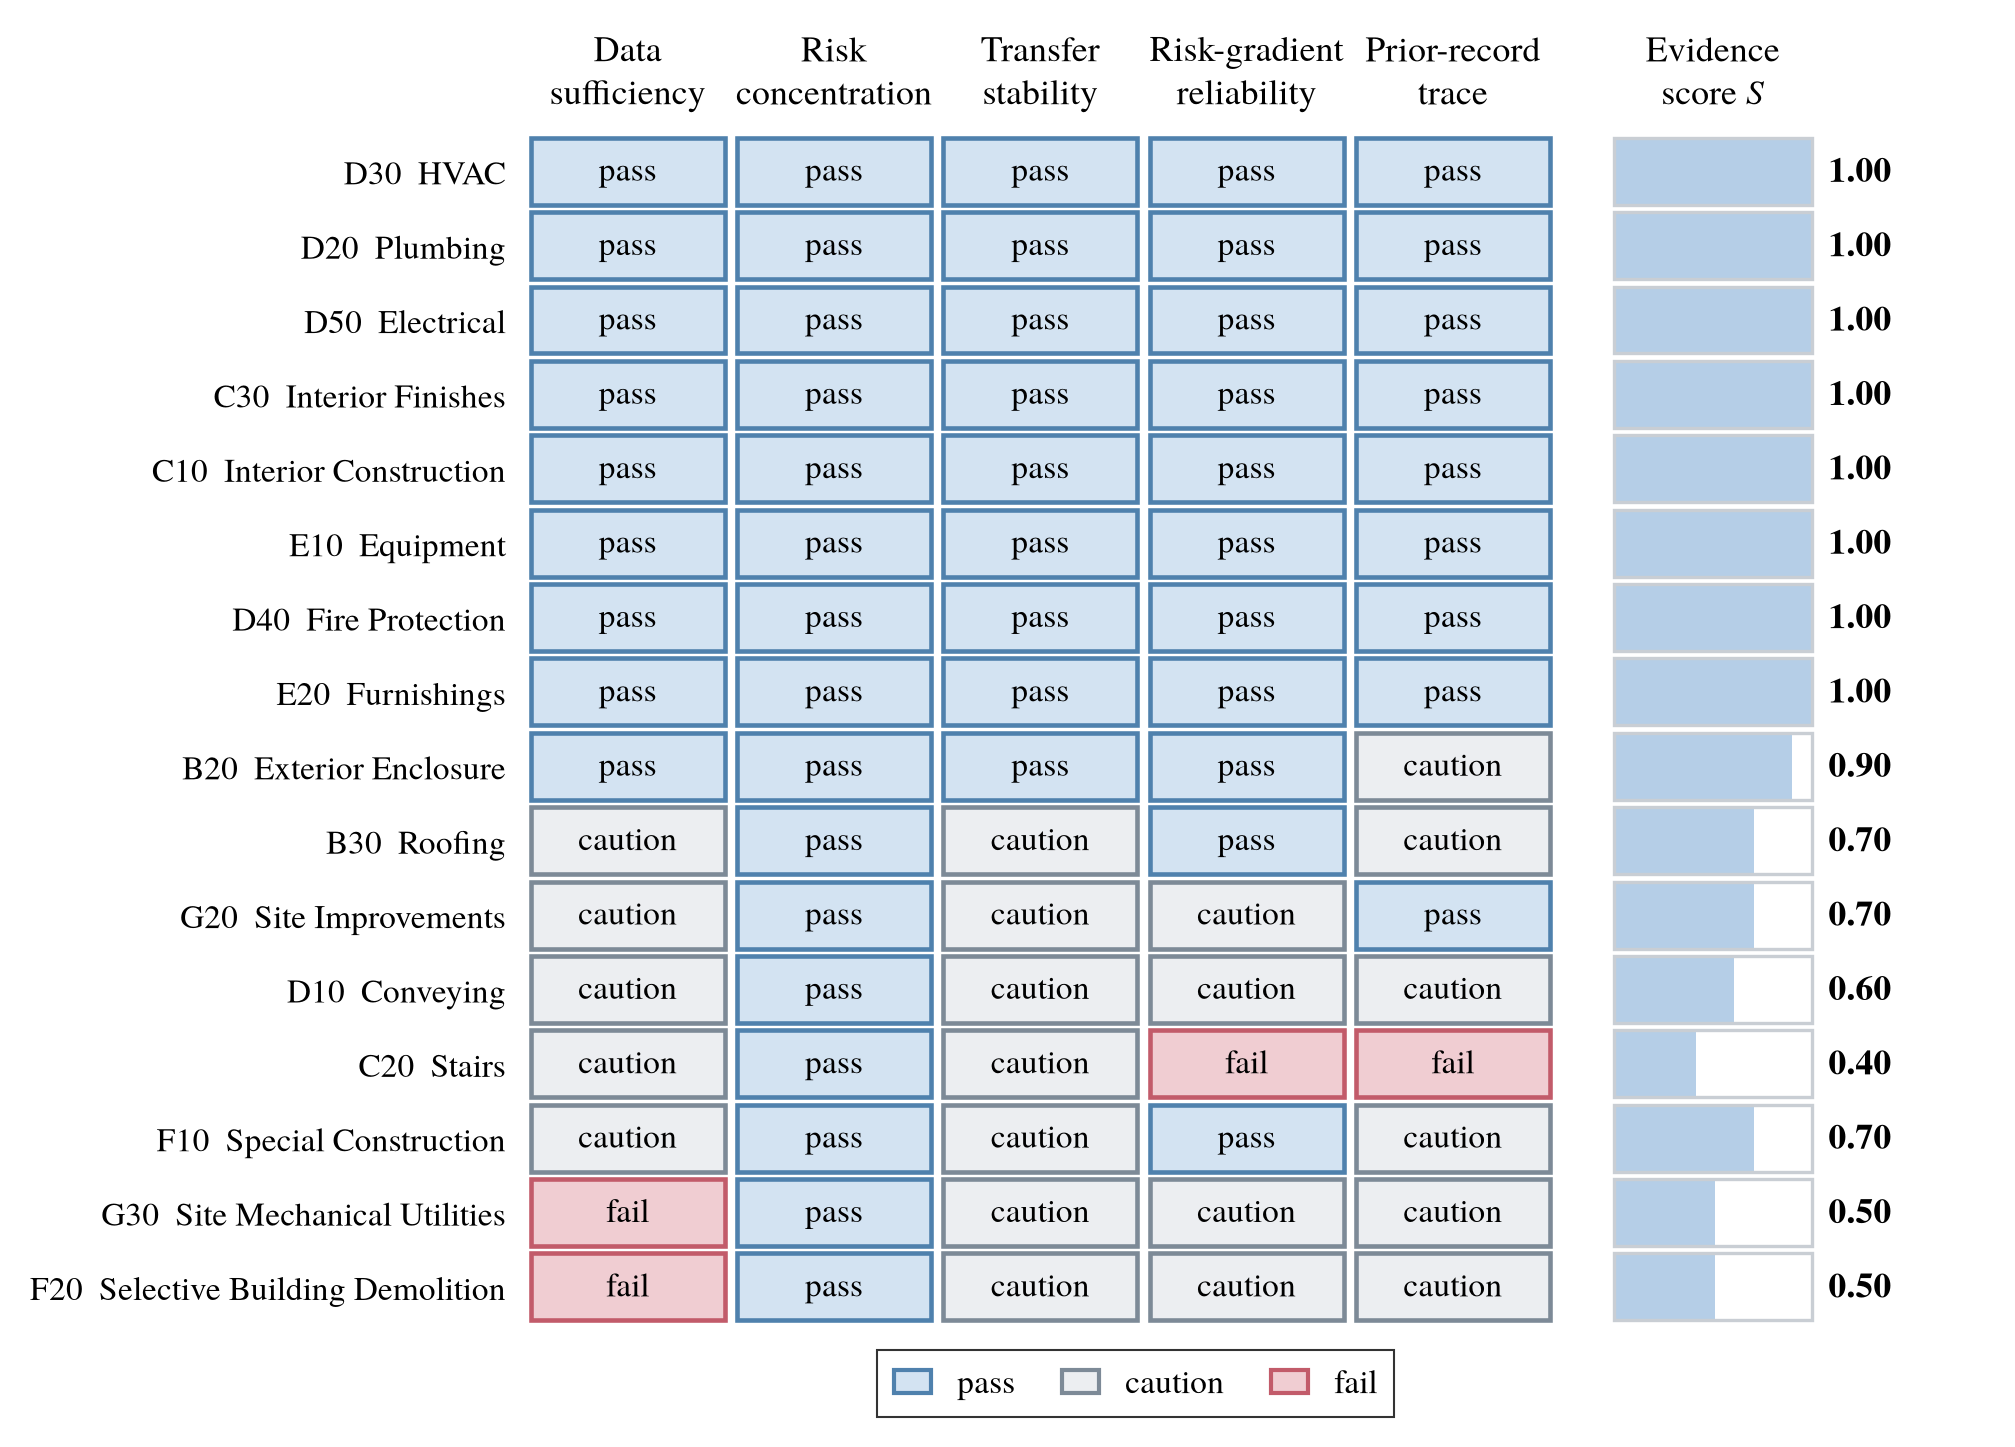 Data sufficiency Risk concentration Transfer stability Risk-gradient reliability Prior-record trace Evidence score S
D30 HVAC pass pass pass pass pass 1.00
D20 Plumbing pass pass pass pass pass 1.00
D50 Electrical pass pass pass pass pass 1.00
C30 Interior Finishes pass pass pass pass pass 1.00
C10 Interior Construction pass pass pass pass pass 1.00
E10 Equipment pass pass pass pass pass 1.00
D40 Fire Protection pass pass pass pass pass 1.00
E20 Furnishings pass pass pass pass pass 1.00
B20 Exterior Enclosure pass pass pass pass caution 0.90
B30 Roofing caution pass caution pass caution 0.70
G20 Site Improvements caution pass caution caution pass 0.70
D10 Conveying caution pass caution caution caution 0.60
C20 Stairs caution pass caution fail fail 0.40
F10 Special Construction caution pass caution pass caution 0.70
G30 Site Mechanical Utilities fail pass caution caution caution 0.50
F20 Selective Building Demolition fail pass caution caution caution 0.50
pass caution fail